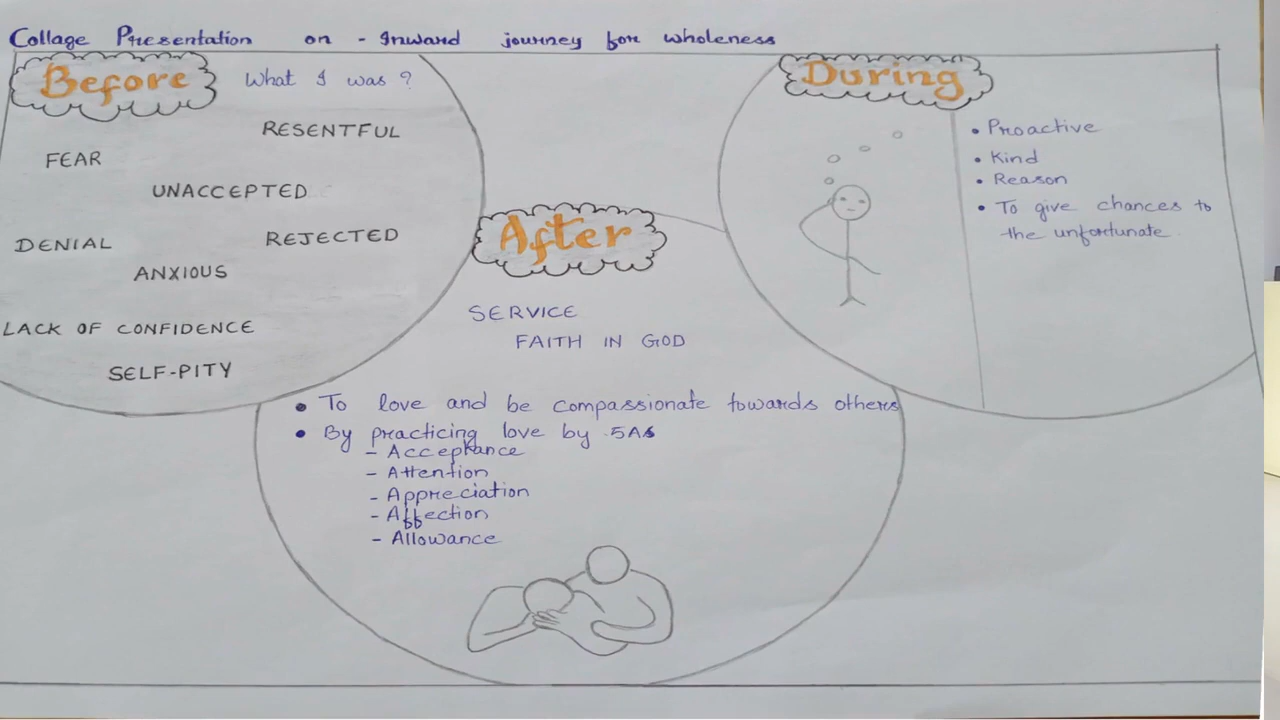 Collage Presentation on - Inward journey for wholeness
Before
What I was ?
RESENTFUL
FEAR
UNACCEPTED
DENIAL
REJECTED
ANXIOUS
LACK OF CONFIDENCE
SELF-PITY
During
• Proactive
• Kind
• Reason
• To give chances to
the unfortunate.
After
SERVICE
FAITH IN GOD
• To love and be compassionate towards others
• By practicing love by 5As
- Acceptance
- Attention
- Appreciation
- Affection
- Allowance